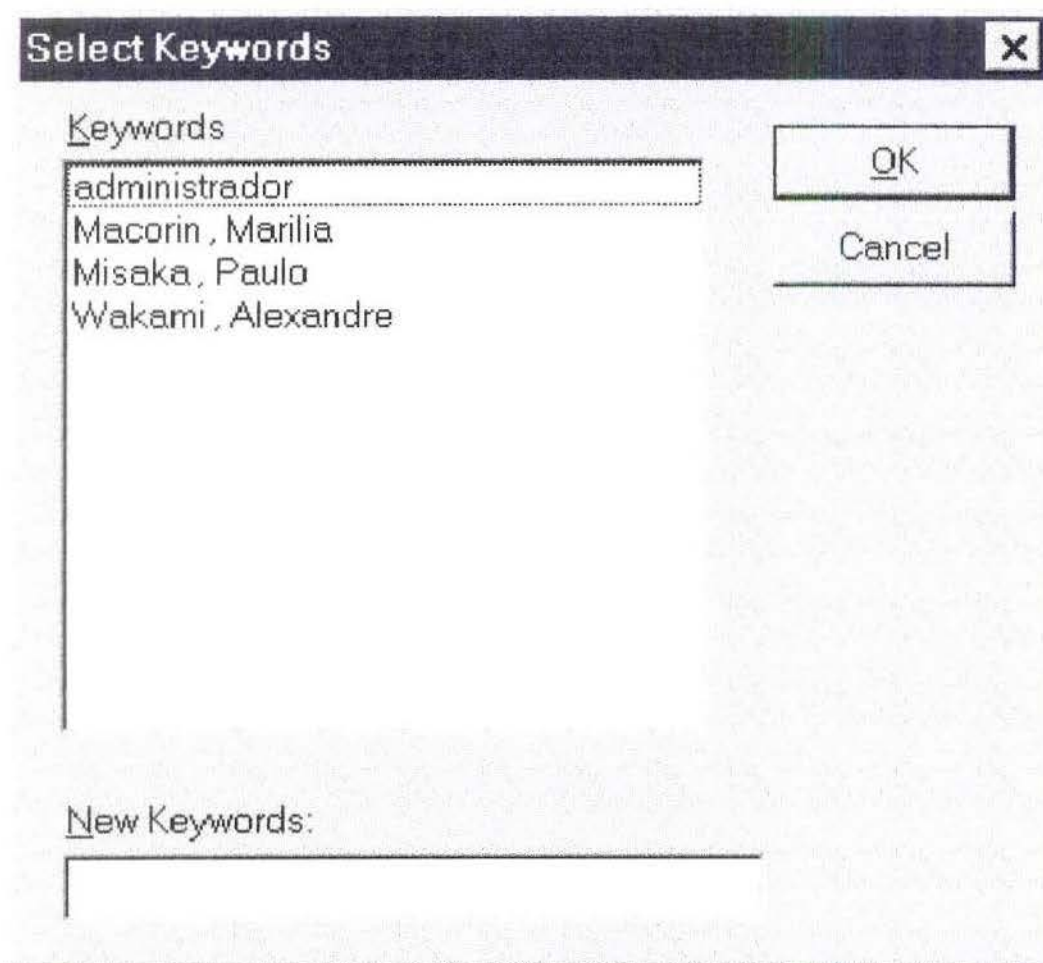 Select Keywords
Keywords
administrador
Macorin , Marilia
Misaka , Paulo
Wakami , Alexandre
OK
Cancel
New Keywords: